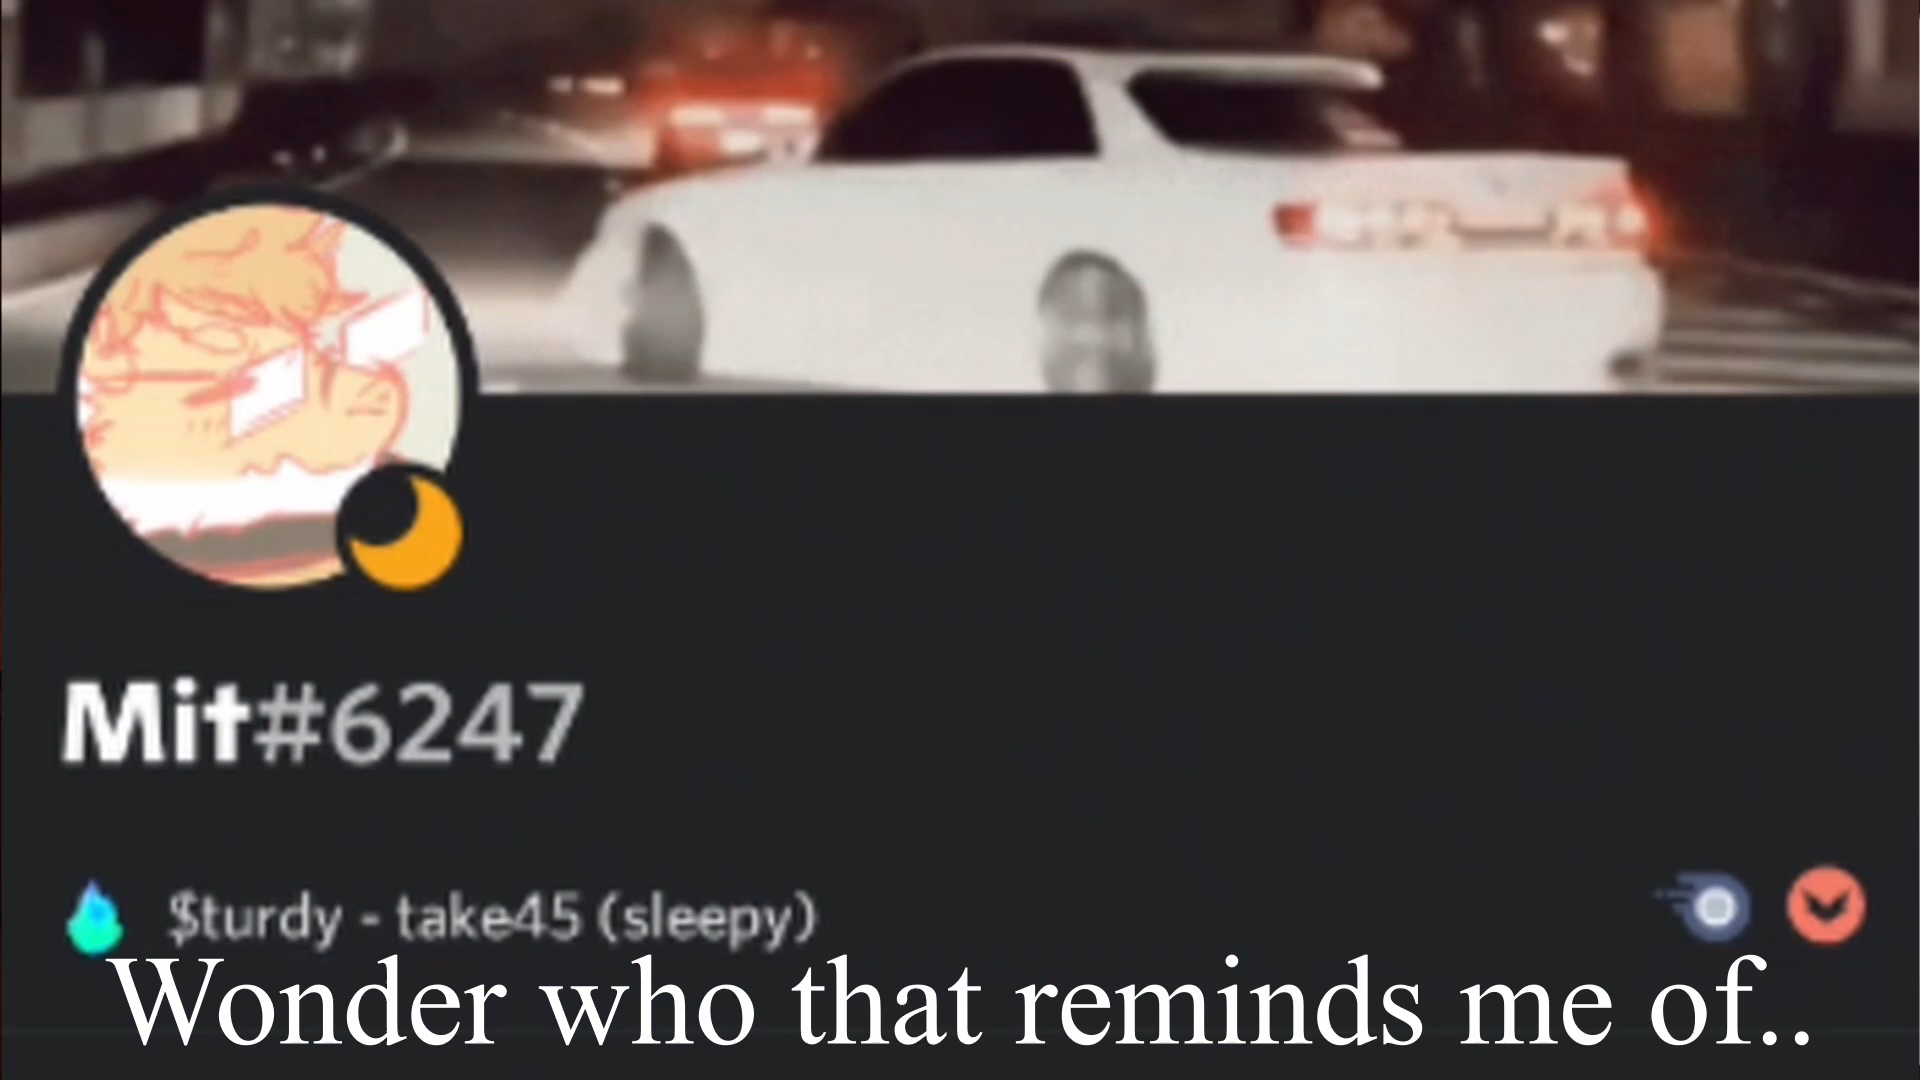 Mit#6247
$turdy - take45 (sleepy)
Wonder who that reminds me of..